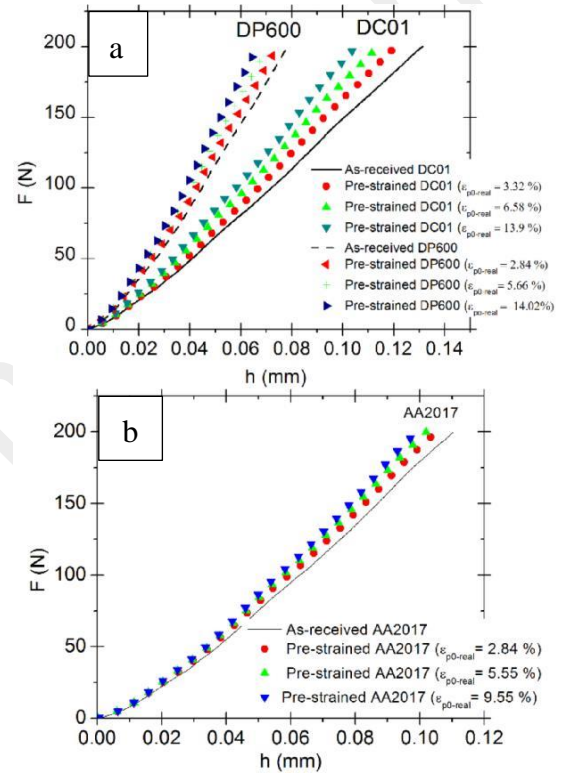 DP600 DC01
a
200
150
100
50
0
F (N)
As-received DC01
Pre-strained DC01 (εp0-real = 3.32 %)
Pre-strained DC01 (εp0-real = 6.58 %)
Pre-strained DC01 (εp0-real = 13.9 %)
As-received DP600
Pre-strained DP600 (εp0-real = 2.84 %)
Pre-strained DP600 (εp0-real = 5.66 %)
Pre-strained DP600 (εp0-real = 14.02%)
0.00 0.02 0.04 0.06 0.08 0.10 0.12 0.14
h (mm)
b
AA2017
200
150
100
50
0
F (N)
As-received AA2017
Pre-strained AA2017 (εp0-real = 2.84 %)
Pre-strained AA2017 (εp0-real = 5.55 %)
Pre-strained AA2017 (εp0-real = 9.55 %)
0.00 0.02 0.04 0.06 0.08 0.10 0.12
h (mm)